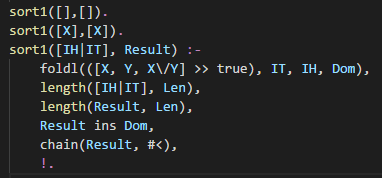 sort1([],[]).
sort1([X],[X]).
sort1([IH|IT], Result) :-
    foldl(([X, Y, X\/Y] >> true), IT, IH, Dom),
    length([IH|IT], Len),
    length(Result, Len),
    Result ins Dom,
    chain(Result, #<),
    !.